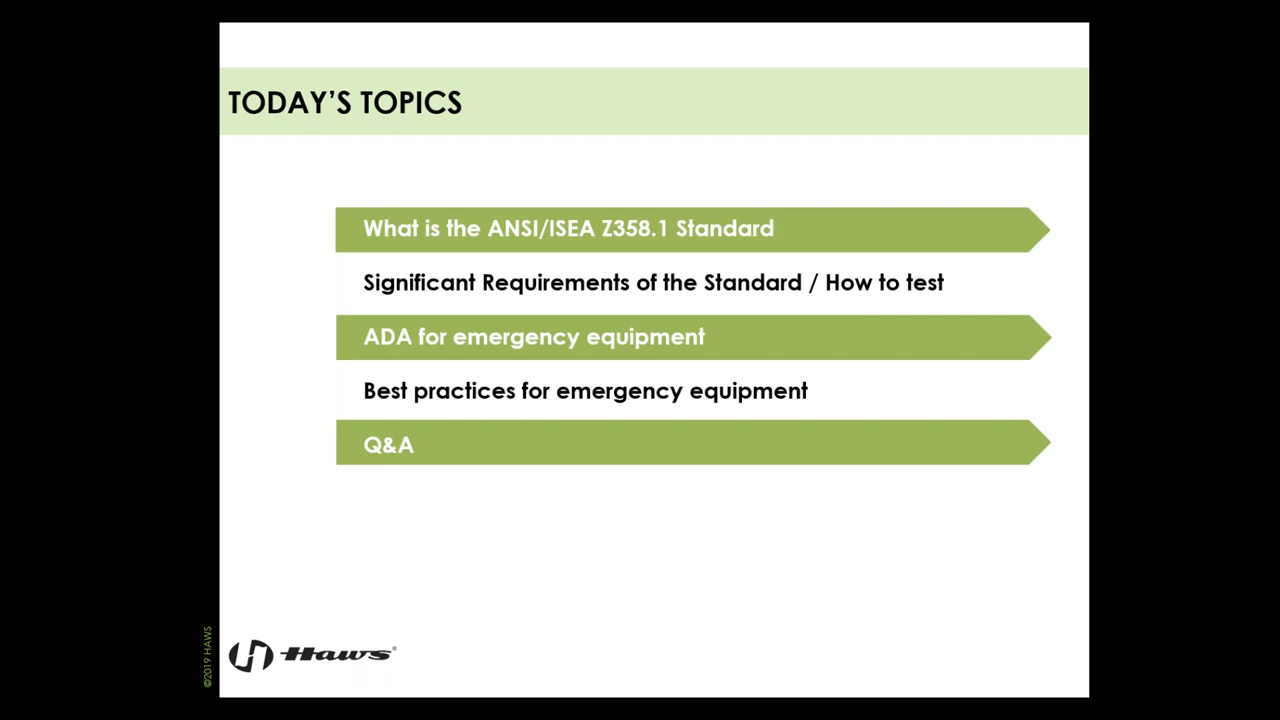 TODAY'S TOPICS
What is the ANSI/ISEA Z358.1 Standard
Significant Requirements of the Standard / How to test
ADA for emergency equipment
Best practices for emergency equipment
Q&A
©2019 HAWS
Haws®